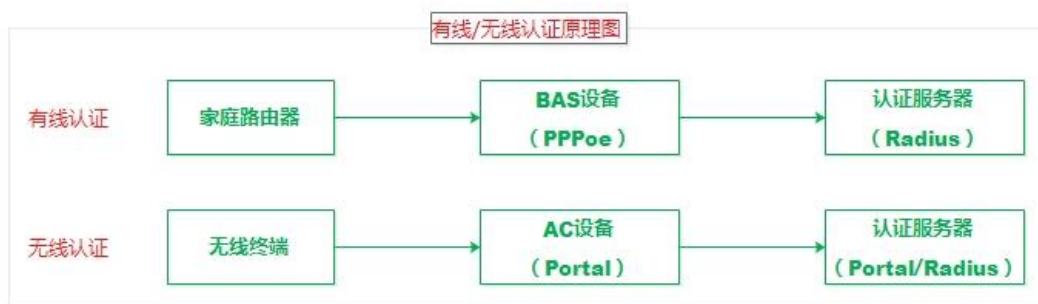 有线/无线认证原理图
有线认证
家庭路由器
BAS设备
（PPPoe）
认证服务器
（Radius）
无线认证
无线终端
AC设备
（Portal）
认证服务器
（Portal/Radius）